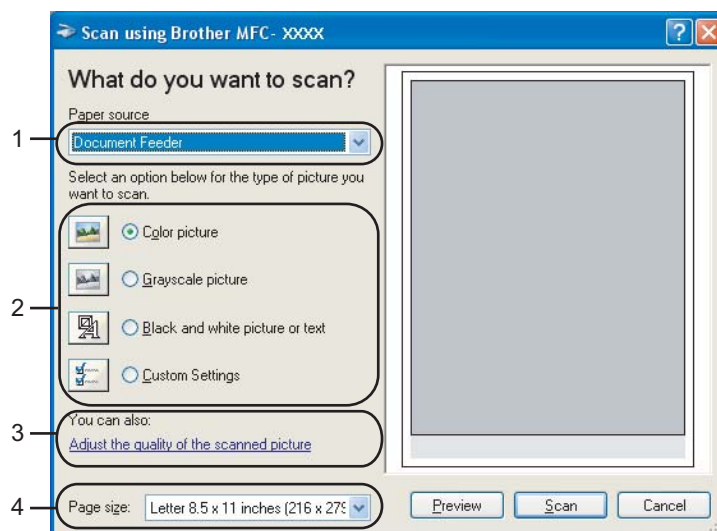 Scan using Brother MFC- XXXX
What do you want to scan?
Paper source
1
Document Feeder
Select an option below for the type of picture you
want to scan.
2
Color picture
Grayscale picture
Black and white picture or text
Custom Settings
3
You can also:
Adjust the quality of the scanned picture
4
Page size: Letter 8.5 x 11 inches (216 x 279
Preview Scan Cancel